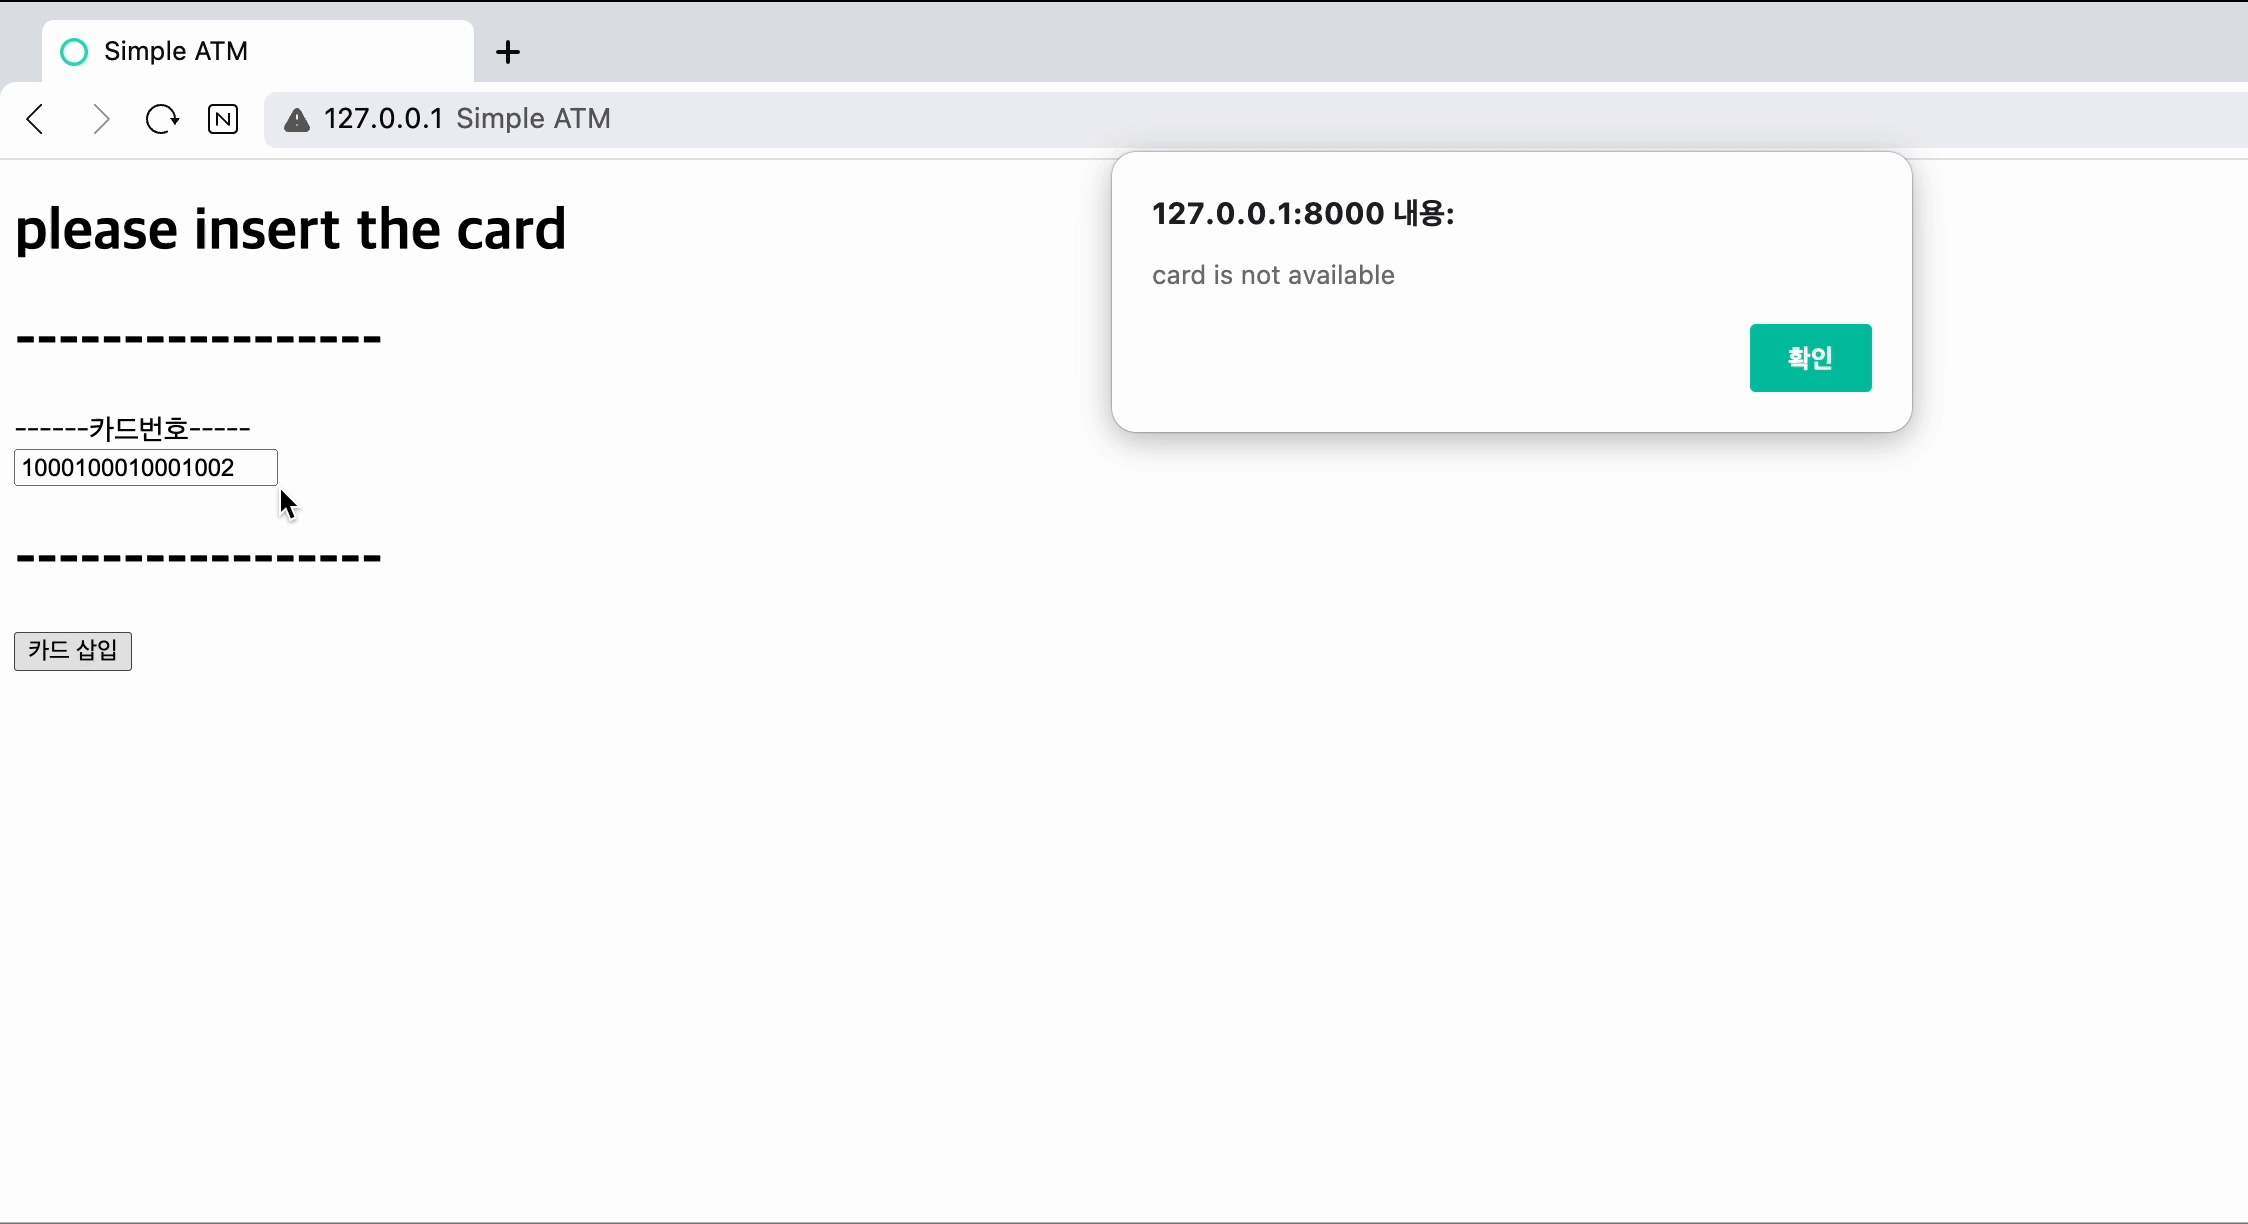 Simple ATM
N 127.0.0.1 Simple ATM
127.0.0.1:8000 내용:
card is not available
확인
please insert the card
-----------------
------카드번호-----
1000100010001002
-----------------
카드 삽입